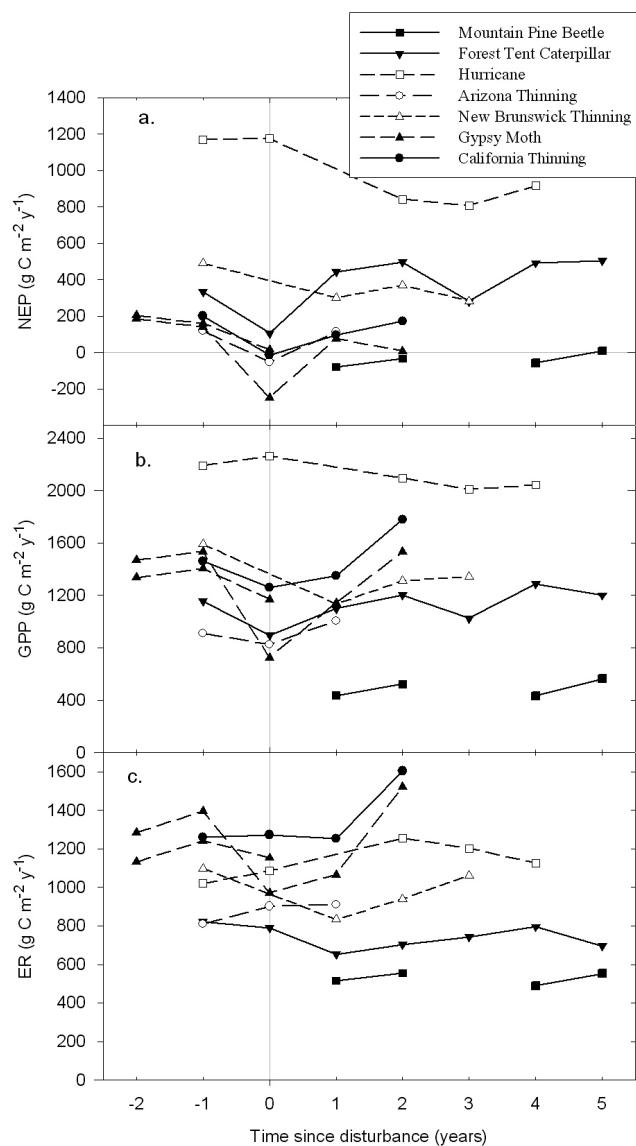 Mountain Pine Beetle
Forest Tent Caterpillar
Hurricane
Arizona Thinning
New Brunswick Thinning
Gypsy Moth
California Thinning
a.
1400
1200
1000
800
600
400
200
0
-200
NEP (g C m-2 y-1)
b.
2400
2000
1600
1200
800
400
0
GPP (g C m-2 y-1)
c.
1600
1400
1200
1000
800
600
400
200
0
ER (g C m-2 y-1)
-2 -1 0 1 2 3 4 5
Time since disturbance (years)